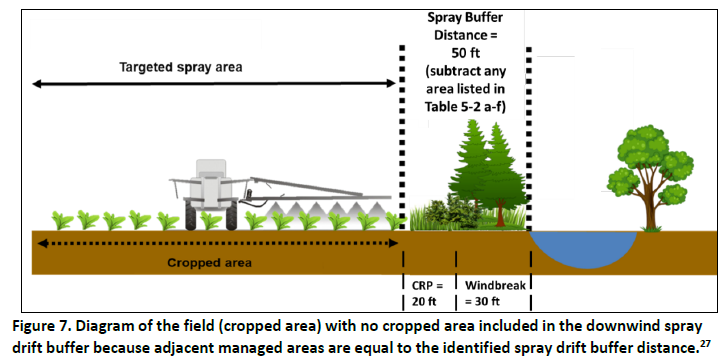 Spray Buffer
Distance =
50 ft
(subtract any
area listed in
Table 5-2 a-f)
Targeted spray area
Cropped area
CRP =
20 ft
Windbreak
= 30 ft
Figure 7. Diagram of the field (cropped area) with no cropped area included in the downwind spray
drift buffer because adjacent managed areas are equal to the identified spray drift buffer distance.27